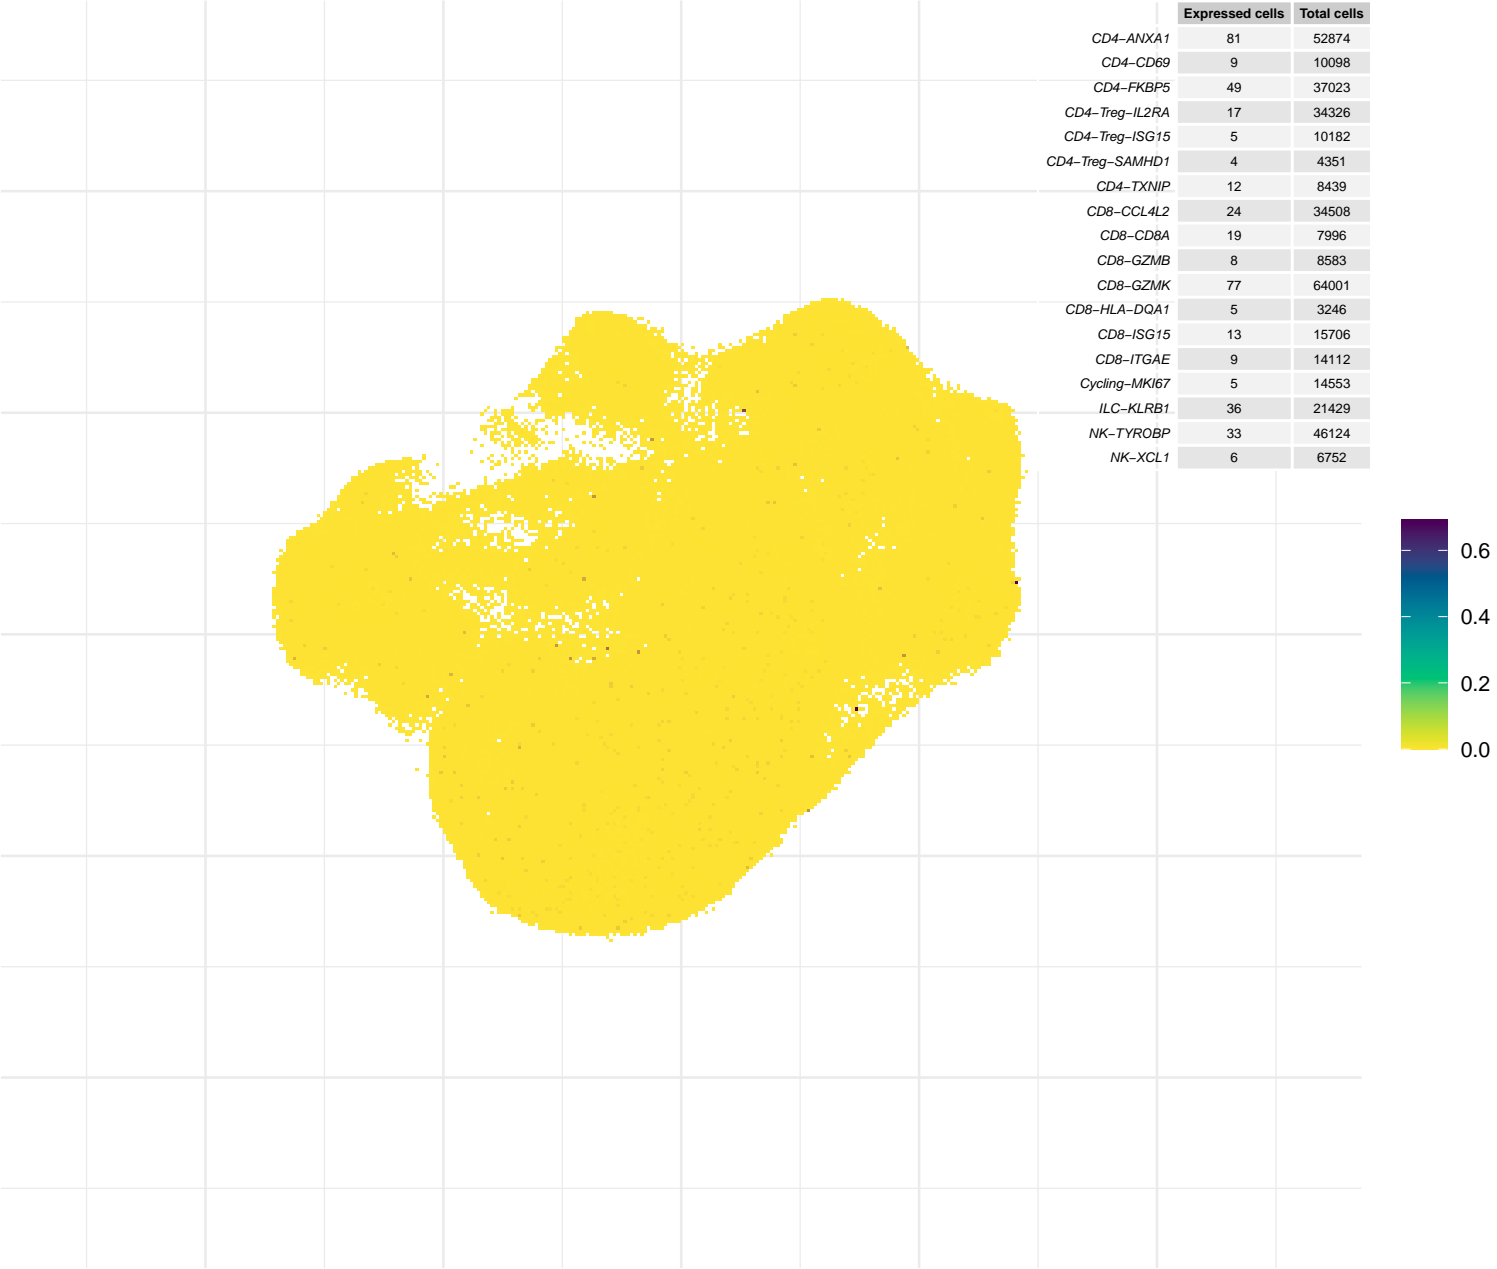 Expressed cells Total cells
CD4−ANXA1 81 52874
CD4−CD69 9 10098
CD4−FKBP5 49 37023
CD4−Treg−IL2RA 17 34326
CD4−Treg−ISG15 5 10182
CD4−Treg−SAMHD1 4 4351
CD4−TXNIP 12 8439
CD8−CCL4L2 24 34508
CD8−CD8A 19 7996
CD8−GZMB 8 8583
CD8−GZMK 77 64001
CD8−HLA−DQA1 5 3246
CD8−ISG15 13 15706
CD8−ITGAE 9 14112
Cycling−MKI67 5 14553
ILC−KLRB1 36 21429
NK−TYROBP 33 46124
NK−XCL1 6 6752
0.6
0.4
0.2
0.0